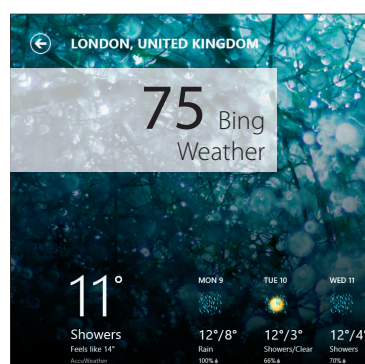 LONDON, UNITED KINGDOM
75 Bing
Weather
11°
Showers
Feels like 14°
AccuWeather
MON 9
12°/8°
Rain
100%
TUE 10
12°/3°
Showers/Clear
66%
WED 11
12°/4°
Showers
70%